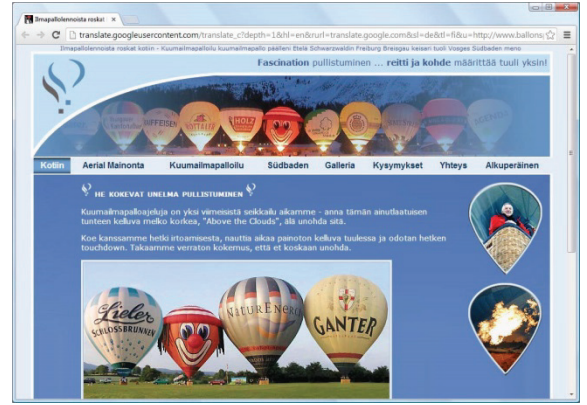 Ilmapallolennoista roskat
translate.googleusercontent.com/translate_c?depth=1&hl=en&rurl=translate.google.com&sl=de&tl=fi&u=http://www.ballons
Ilmapallolennoista roskat kotiin - Kuumailmapalloilu kuumailmapallo päälleni Etelä Schwarzwaldin Freiburg Breisgau keiseri tuoli Vosges Südbaden meno
Fascination pullistuminen ... reitti ja kohde määrittää tuuli yksin!
RAIFFEISEN
ROTTALER
HOLZ
Kotiin Aerial Mainonta Kuumailmapalloilu Südbaden Galleria Kysymykset Yhteys Alkuperäinen
HE KOKEVAT UNELMA PULLISTUMINEN
Kuumailmapalloajeluja on yksi viimeisistä seikkailu aikamme - anna tämän ainutlaatuisen
tunteen kelluva melko korkea, "Above the Clouds", älä unohda sitä.
Koe kanssamme hetki irtoamisesta, nauttia aikaa painoton kelluva tuulessa ja odotan hetken
touchdown. Takaamme verraton kokemus, että et koskaan unohda.
Lieler
SCHLOSSBRUNNEN
NATURENERGIE
GANTER